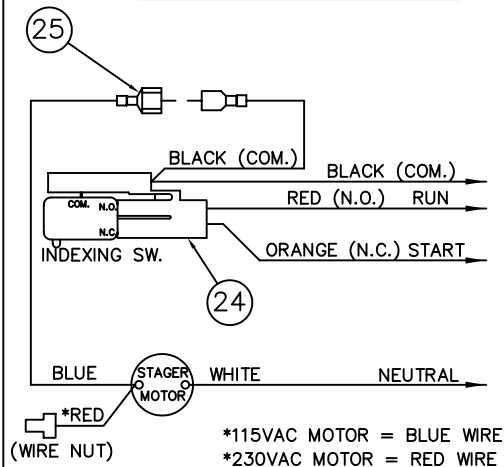 25
BLACK (COM.)
BLACK (COM.)
RED (N.O.) RUN
COM. N.O.
N.C.
INDEXING SW.
ORANGE (N.C.) START
24
BLUE
STAGER
MOTOR
WHITE
NEUTRAL
*RED
(WIRE NUT)
*115VAC MOTOR = BLUE WIRE
*230VAC MOTOR = RED WIRE